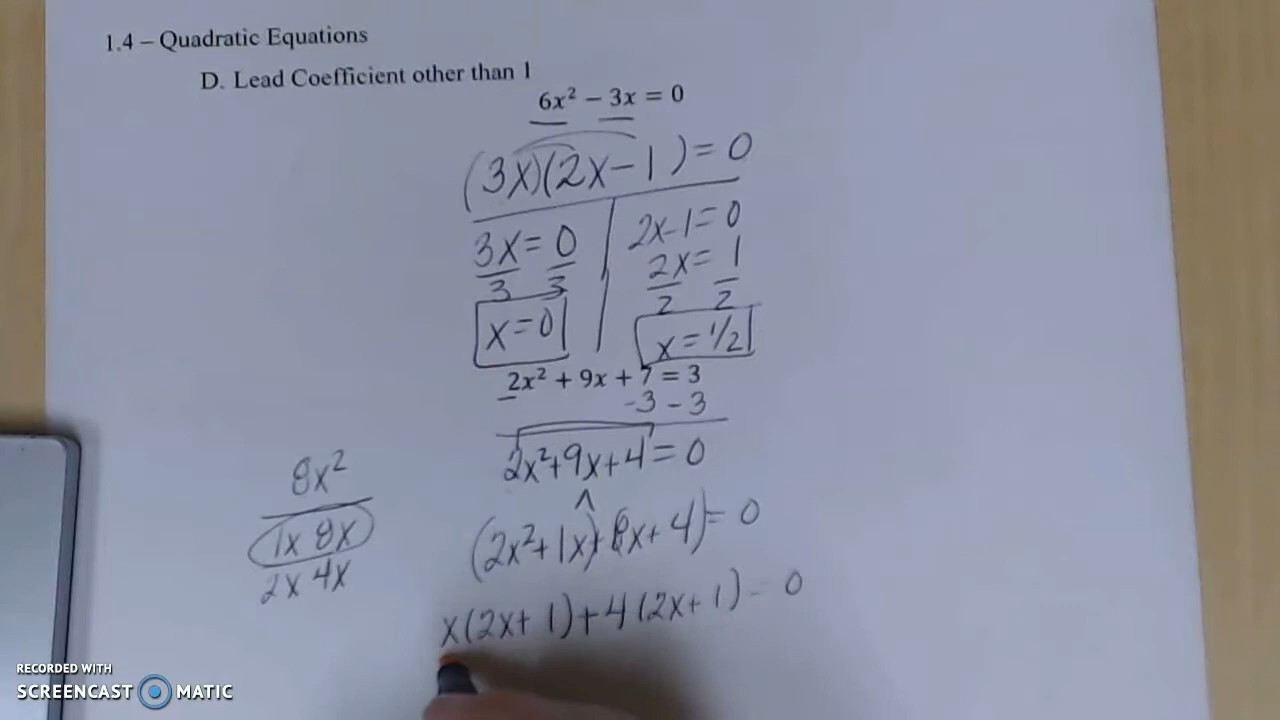 1.4 – Quadratic Equations
D. Lead Coefficient other than 1
6x² − 3x = 0
(3x)(2x−1)=0
3x=0 2x-1=0
3 3 2x=1
2 2
x=0 x=1/2
2x² + 9x + 7 = 3
-3 -3
2x²+9x+4=0
8x²
(2x²+1x)+(8x+4)=0
1x 8x
2x 4x
x(2x+1)+4(2x+1)=0
RECORDED WITH
SCREENCAST MATIC